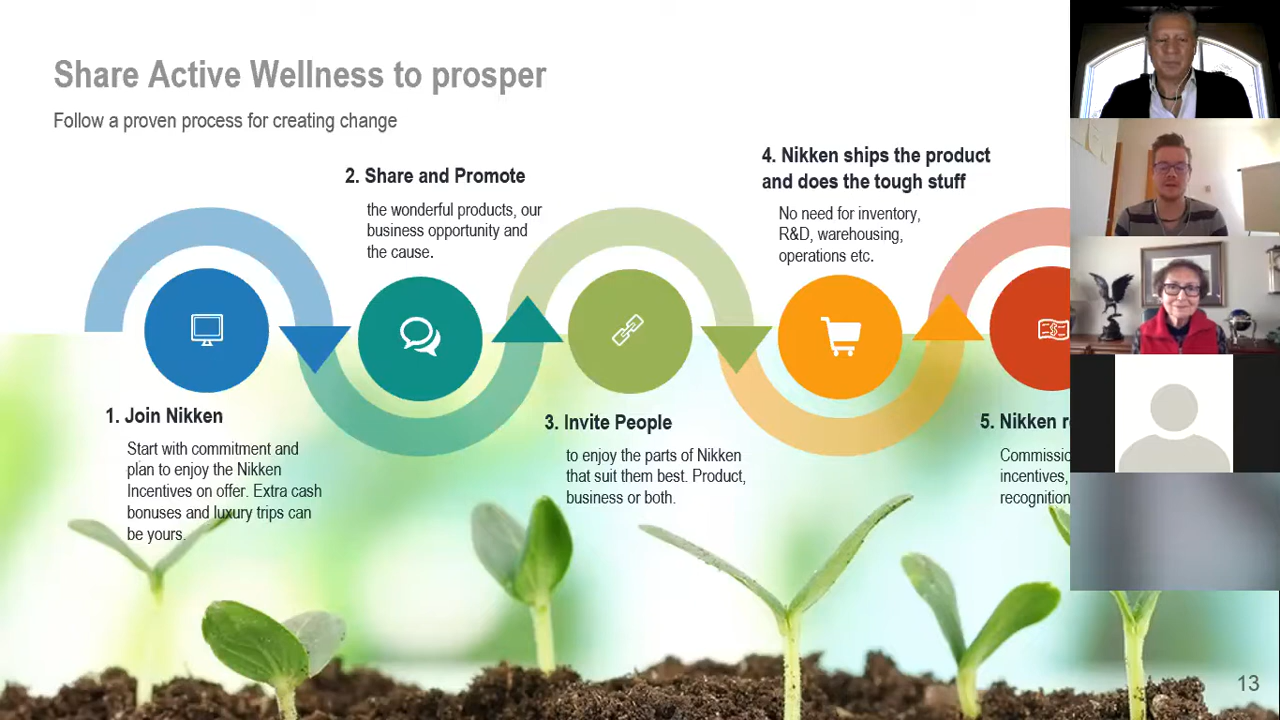 Share Active Wellness to prosper
Follow a proven process for creating change
1. Join Nikken
Start with commitment and
plan to enjoy the Nikken
Incentives on offer. Extra cash
bonuses and luxury trips can
be yours.
2. Share and Promote
the wonderful products, our
business opportunity and
the cause.
3. Invite People
to enjoy the parts of Nikken
that suit them best. Product,
business or both.
4. Nikken ships the product
and does the tough stuff
No need for inventory,
R&D, warehousing,
operations etc.
5. Nikken
incentives,
recognition
13